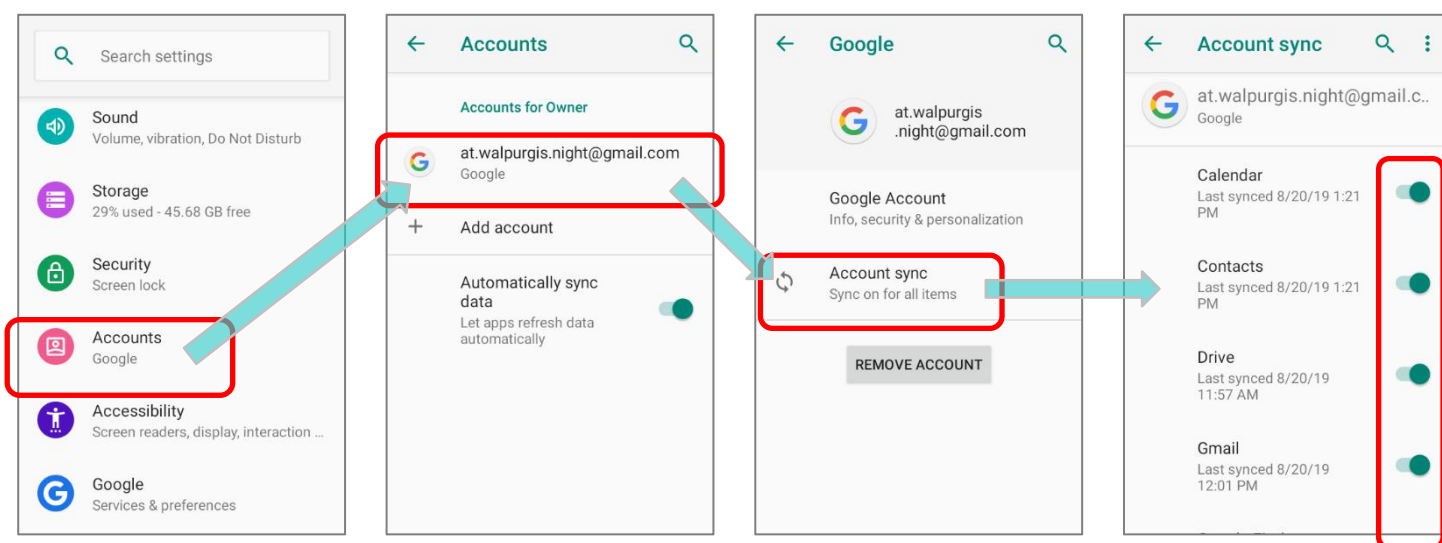 Search settings
Sound
Volume, vibration, Do Not Disturb
Storage
29% used - 45.68 GB free
Security
Screen lock
Accounts
Google
Accessibility
Screen readers, display, interaction ...
Google
Services & preferences
Accounts
Accounts for Owner
at.walpurgis.night@gmail.com
Google
Add account
Automatically sync
data
Let apps refresh data
automatically
Google
at.walpurgis
.night@gmail.com
Google Account
Info, security & personalization
Account sync
Sync on for all items
REMOVE ACCOUNT
Account sync
at.walpurgis.night@gmail.c..
Google
Calendar
Last synced 8/20/19 1:21
PM
Contacts
Last synced 8/20/19 1:21
PM
Drive
Last synced 8/20/19
11:57 AM
Gmail
Last synced 8/20/19
12:01 PM